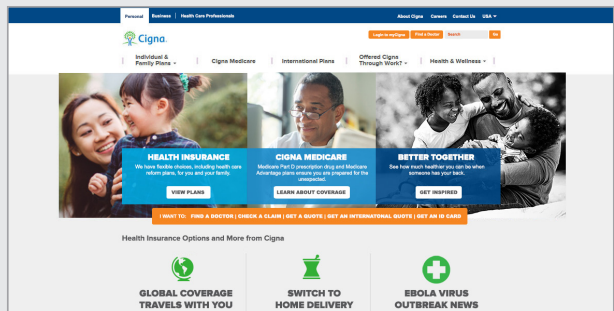 Personal Business Health Care Professionals About Cigna Careers Contact Us USA
Cigna.
Login to myCigna Find a Doctor Search Go
Individual &
Family Plans
Cigna Medicare
International Plans
Offered Cigna
Through Work?
Health & Wellness
HEALTH INSURANCE
We have flexible choices, including health care
reform plans, for you and your family.
VIEW PLANS
CIGNA MEDICARE
Medicare Part D prescription drug and Medicare
Advantage plans ensure you are prepared for the
unexpected.
LEARN ABOUT COVERAGE
BETTER TOGETHER
See how much healthier you can be when
someone has your back.
GET INSPIRED
I WANT TO: FIND A DOCTOR | CHECK A CLAIM | GET A QUOTE | GET AN INTERNATONAL QUOTE | GET AN ID CARD
Health Insurance Options and More from Cigna
GLOBAL COVERAGE
TRAVELS WITH YOU
SWITCH TO
HOME DELIVERY
EBOLA VIRUS
OUTBREAK NEWS